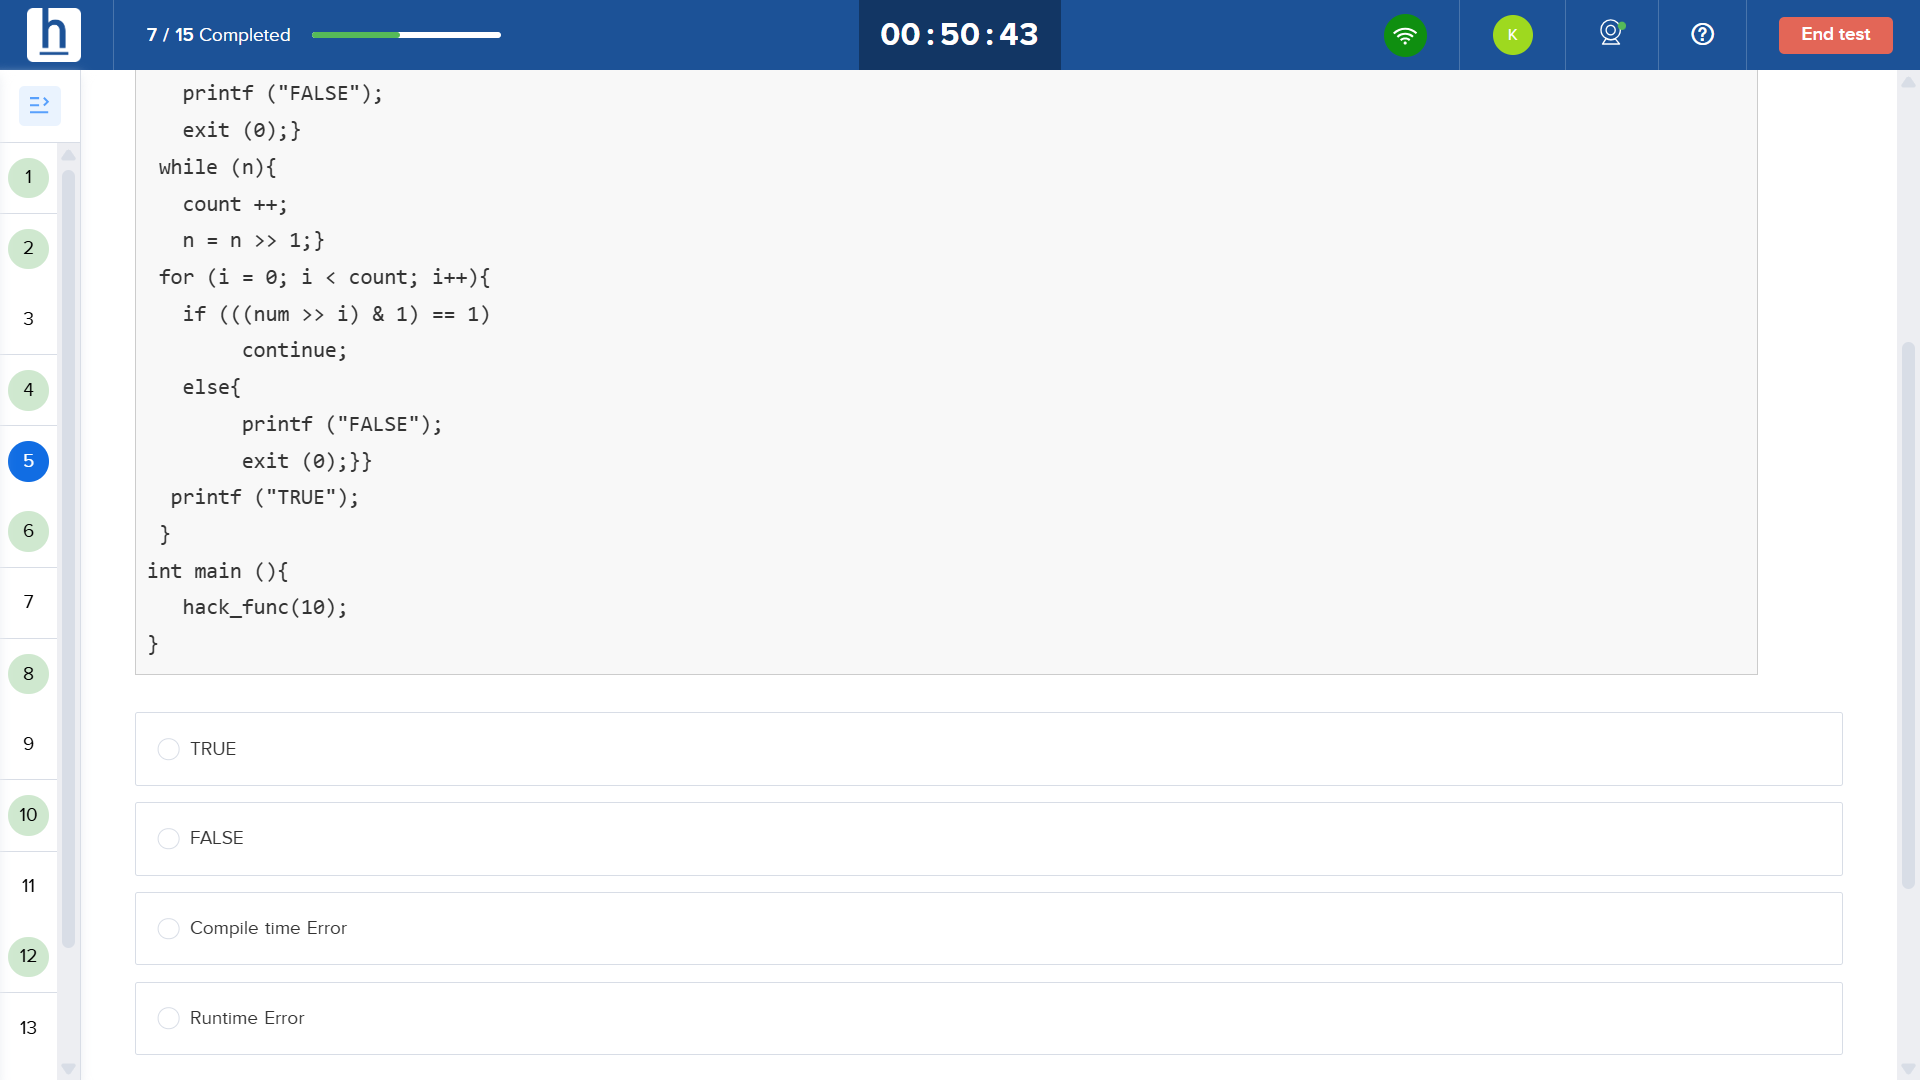 h
7 / 15 Completed
00:50:43
K
?
End test
1
2
3
4
5
6
7
8
9
10
11
12
13
printf ("FALSE");
exit (0);}
while (n){
count ++;
n = n >> 1;}
for (i = 0; i < count; i++){
if (((num >> i) & 1) == 1)
continue;
else{
printf ("FALSE");
exit (0);}}
printf ("TRUE");
}
int main (){
hack_func(10);
}
TRUE
FALSE
Compile time Error
Runtime Error